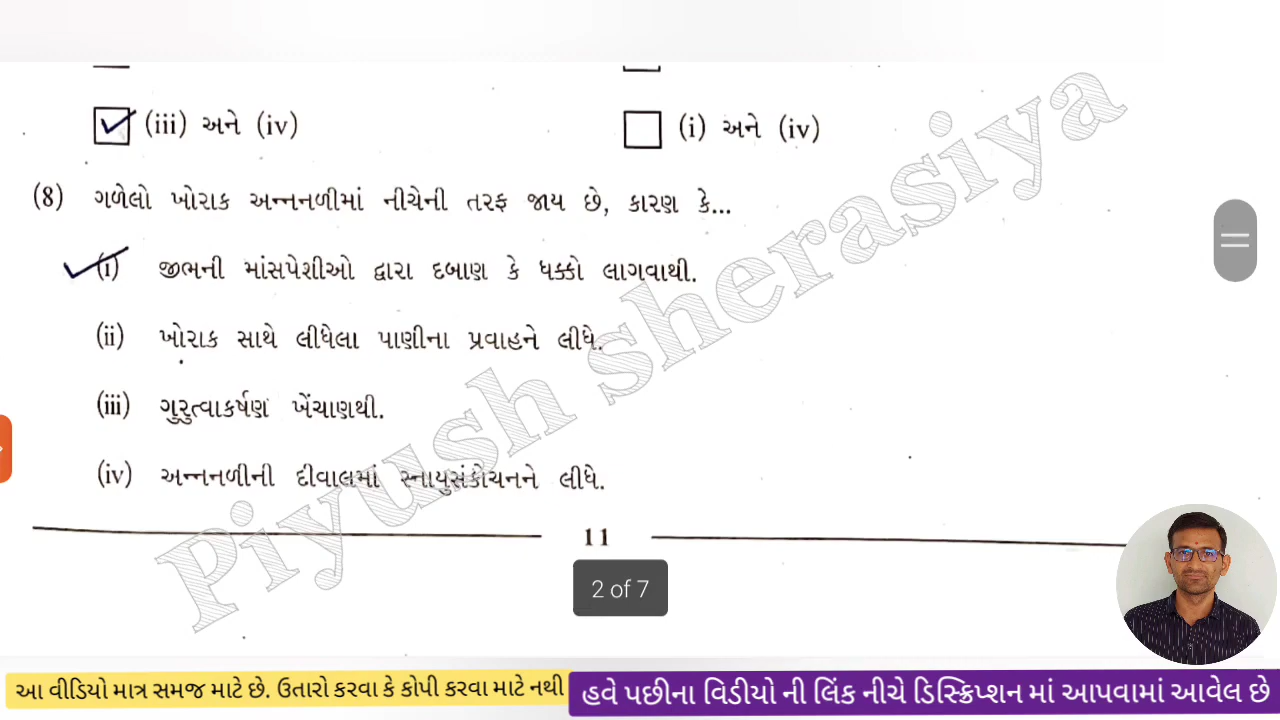 (iii) અને (iv)
(i) અને (iv)
(8) ગળેલો ખોરાક અન્નનળીમાં નીચેની તરફ જાય છે, કારણ કે...
(i) જીભની માંસપેશીઓ દ્વારા દબાણ કે ધક્કો લાગવાથી.
(ii) ખોરાક સાથે લીધેલા પાણીના પ્રવાહને લીધે.
(iii) ગુરુત્વાકર્ષણ ખેંચાણથી.
(iv) અન્નનળીની દીવાલમાં સ્નાયુસંકોચનને લીધે.
Piyush sherasiya
11
2 of 7
આ વીડિયો માત્ર સમજ માટે છે. ઉતારો કરવા કે કોપી કરવા માટે નથી
હવે પછીના વિડીયો ની લિંક નીચે ડિસ્ક્રિપ્શન માં આપવામાં આવેલ છે